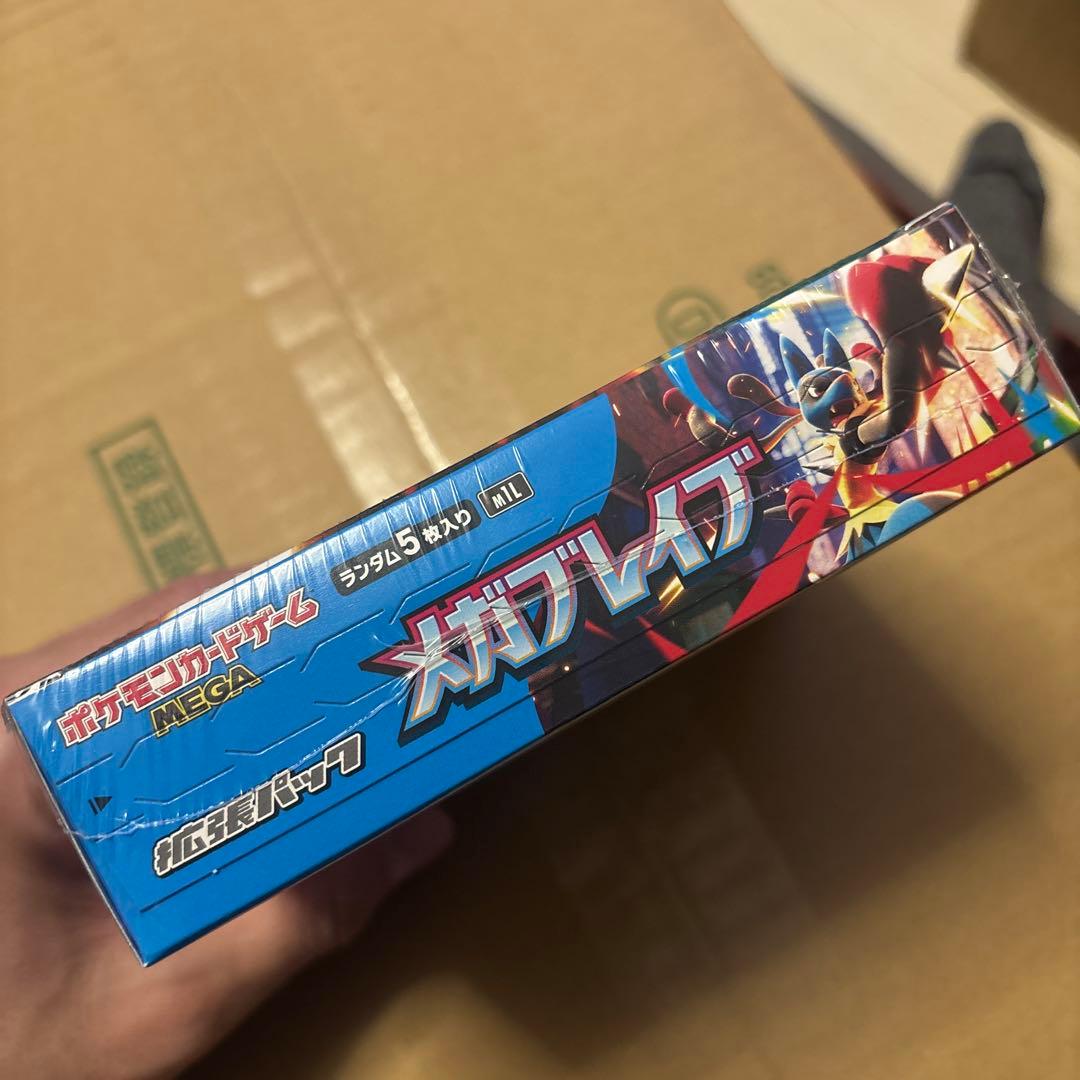 ポケモンカードゲーム
MEGA
拡張パック
ランダム5枚入り
M1L
メガブレイブ